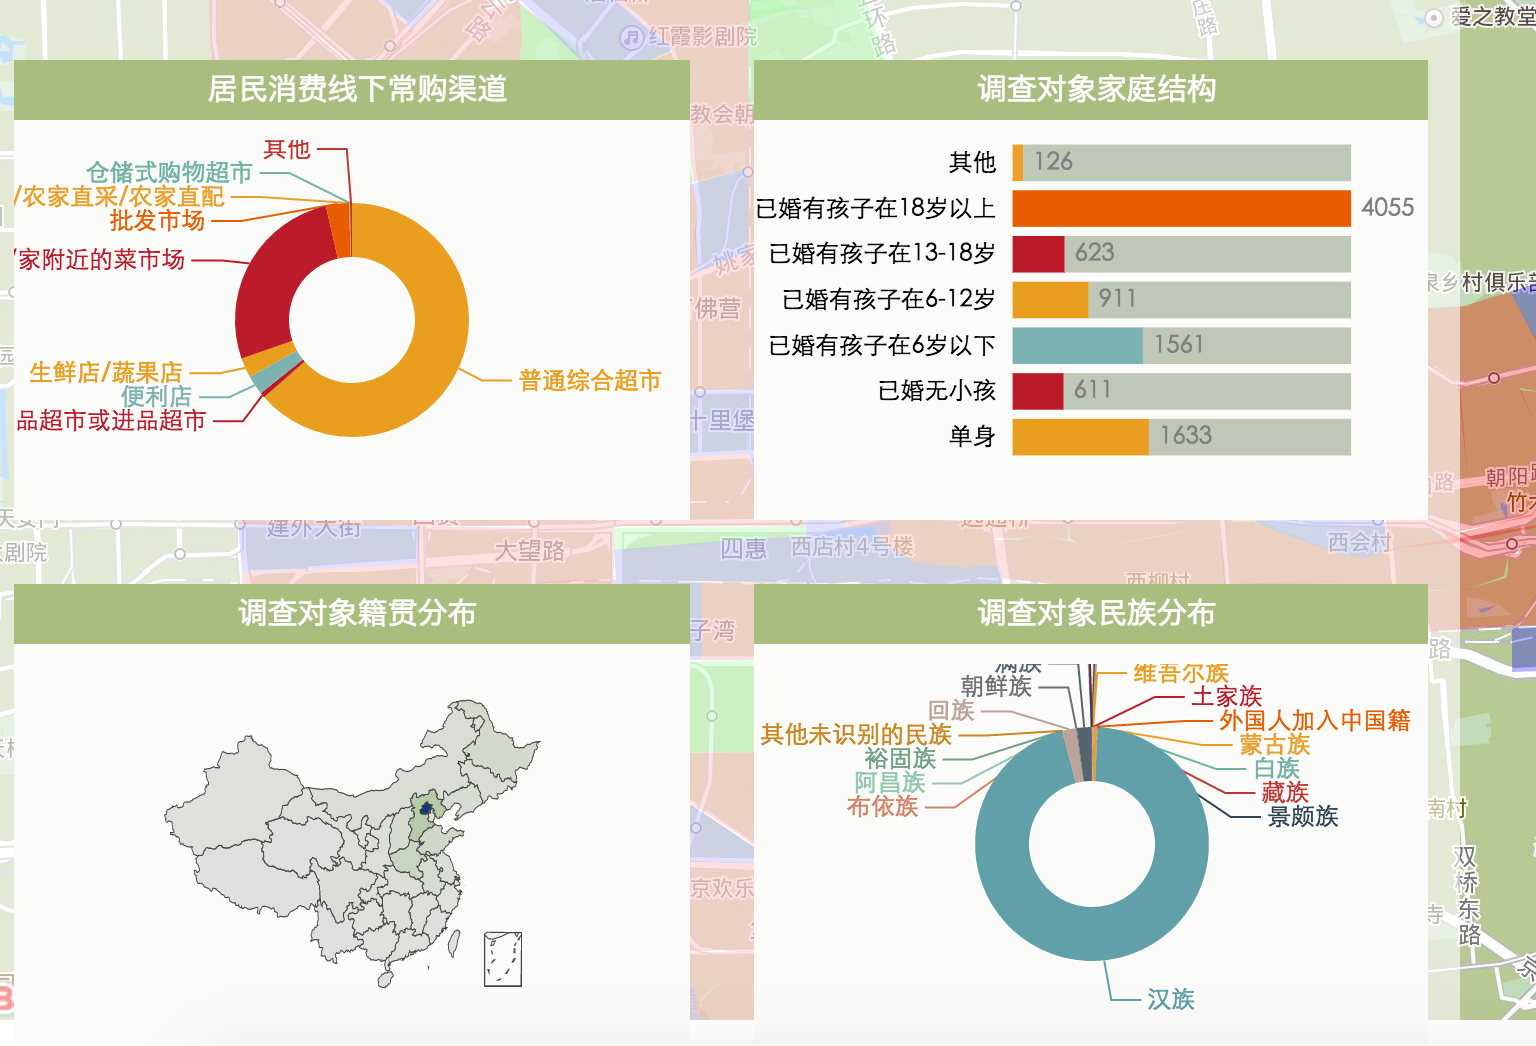 红霞影剧院
环
路
庄
路
爱之教堂
居民消费线下常购渠道
调查对象家庭结构
教会朝
其他
仓储式购物超市
/农家直采/农家直配
批发市场
家附近的菜市场
生鲜店/蔬果店
便利店
品超市或进品超市
普通综合超市
其他
126
已婚有孩子在18岁以上
4055
已婚有孩子在13-18岁
623
已婚有孩子在6-12岁
911
已婚有孩子在6岁以下
1561
已婚无小孩
611
单身
1633
姚家
佛营
十里堡
泉乡
村俱乐部
朝阳路
建外大街
剧院
大望路
四惠
西店村4号楼
西会村
西柳村
调查对象籍贯分布
调查对象民族分布
子湾
路
满族
朝鲜族
回族
其他未识别的民族
裕固族
阿昌族
布依族
维吾尔族
土家族
外国人加入中国籍
蒙古族
白族
藏族
景颇族
汉族
南村
双
桥
东
路
寺
京欢乐